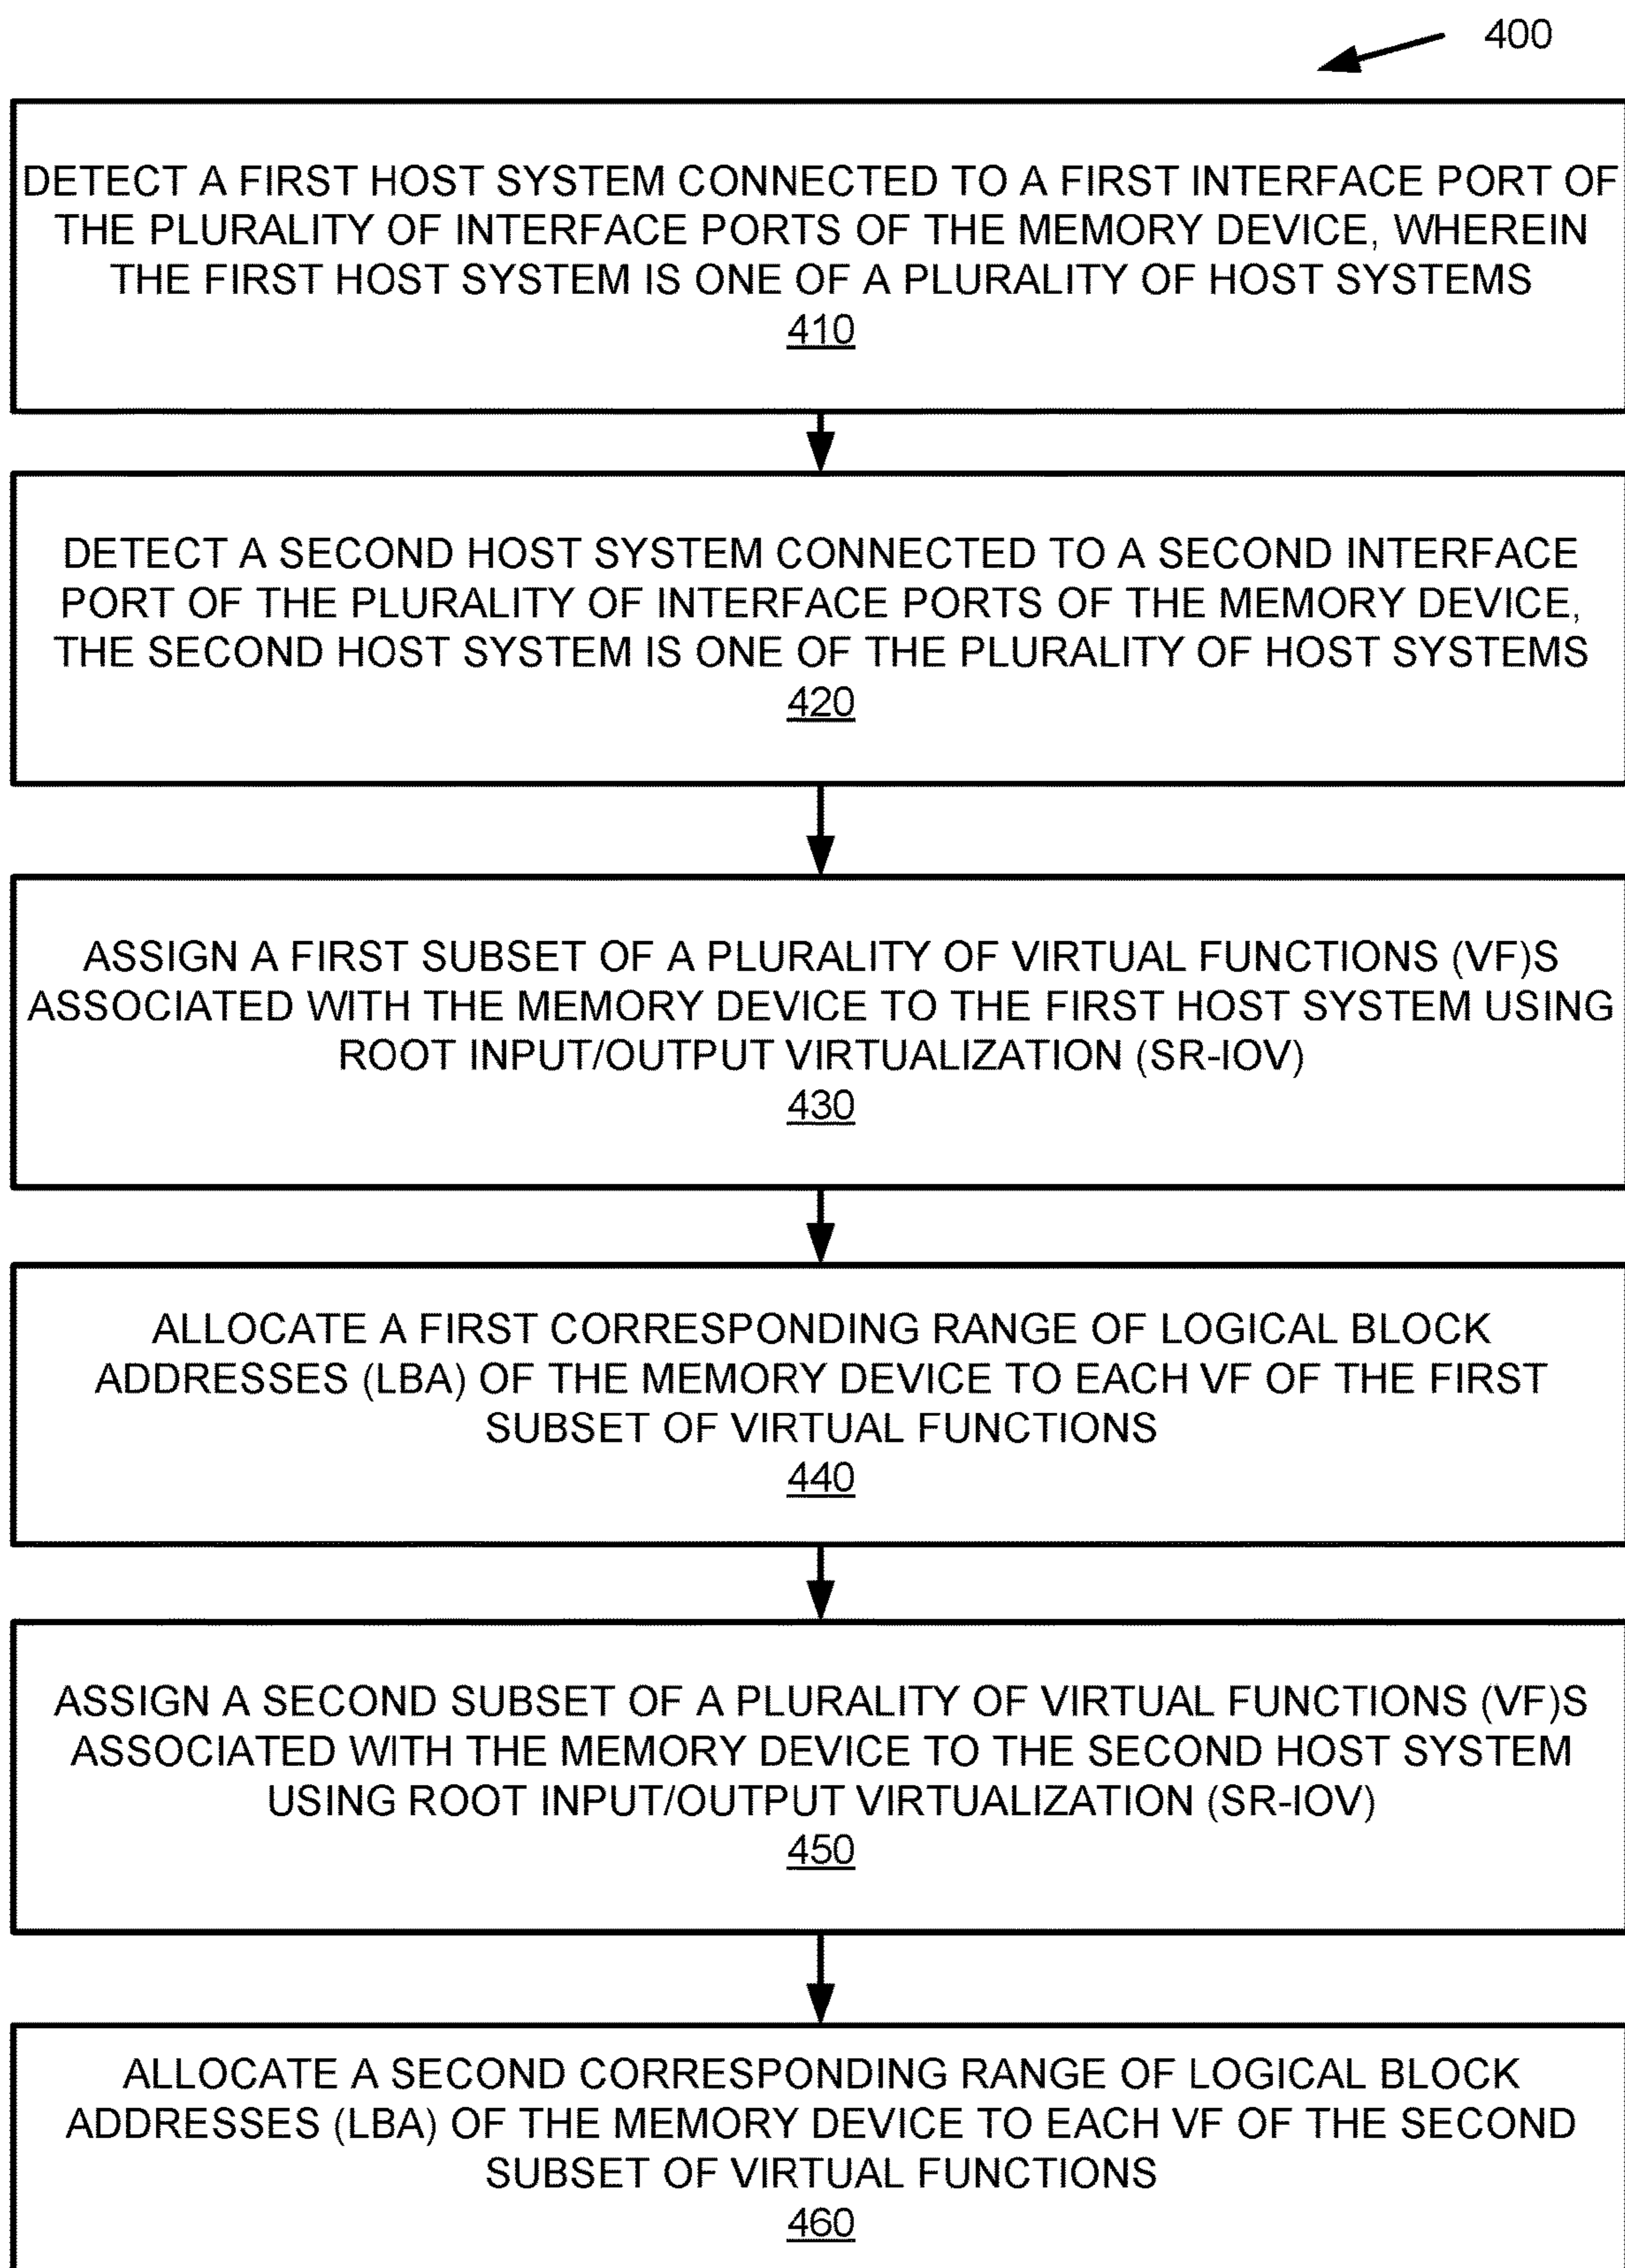 400
DETECT A FIRST HOST SYSTEM CONNECTED TO A FIRST INTERFACE PORT OF
THE PLURALITY OF INTERFACE PORTS OF THE MEMORY DEVICE, WHEREIN
THE FIRST HOST SYSTEM IS ONE OF A PLURALITY OF HOST SYSTEMS
410
DETECT A SECOND HOST SYSTEM CONNECTED TO A SECOND INTERFACE
PORT OF THE PLURALITY OF INTERFACE PORTS OF THE MEMORY DEVICE,
THE SECOND HOST SYSTEM IS ONE OF THE PLURALITY OF HOST SYSTEMS
420
ASSIGN A FIRST SUBSET OF A PLURALITY OF VIRTUAL FUNCTIONS (VF)S
ASSOCIATED WITH THE MEMORY DEVICE TO THE FIRST HOST SYSTEM USING
ROOT INPUT/OUTPUT VIRTUALIZATION (SR-IOV)
430
ALLOCATE A FIRST CORRESPONDING RANGE OF LOGICAL BLOCK
ADDRESSES (LBA) OF THE MEMORY DEVICE TO EACH VF OF THE FIRST
SUBSET OF VIRTUAL FUNCTIONS
440
ASSIGN A SECOND SUBSET OF A PLURALITY OF VIRTUAL FUNCTIONS (VF)S
ASSOCIATED WITH THE MEMORY DEVICE TO THE SECOND HOST SYSTEM
USING ROOT INPUT/OUTPUT VIRTUALIZATION (SR-IOV)
450
ALLOCATE A SECOND CORRESPONDING RANGE OF LOGICAL BLOCK
ADDRESSES (LBA) OF THE MEMORY DEVICE TO EACH VF OF THE SECOND
SUBSET OF VIRTUAL FUNCTIONS
460